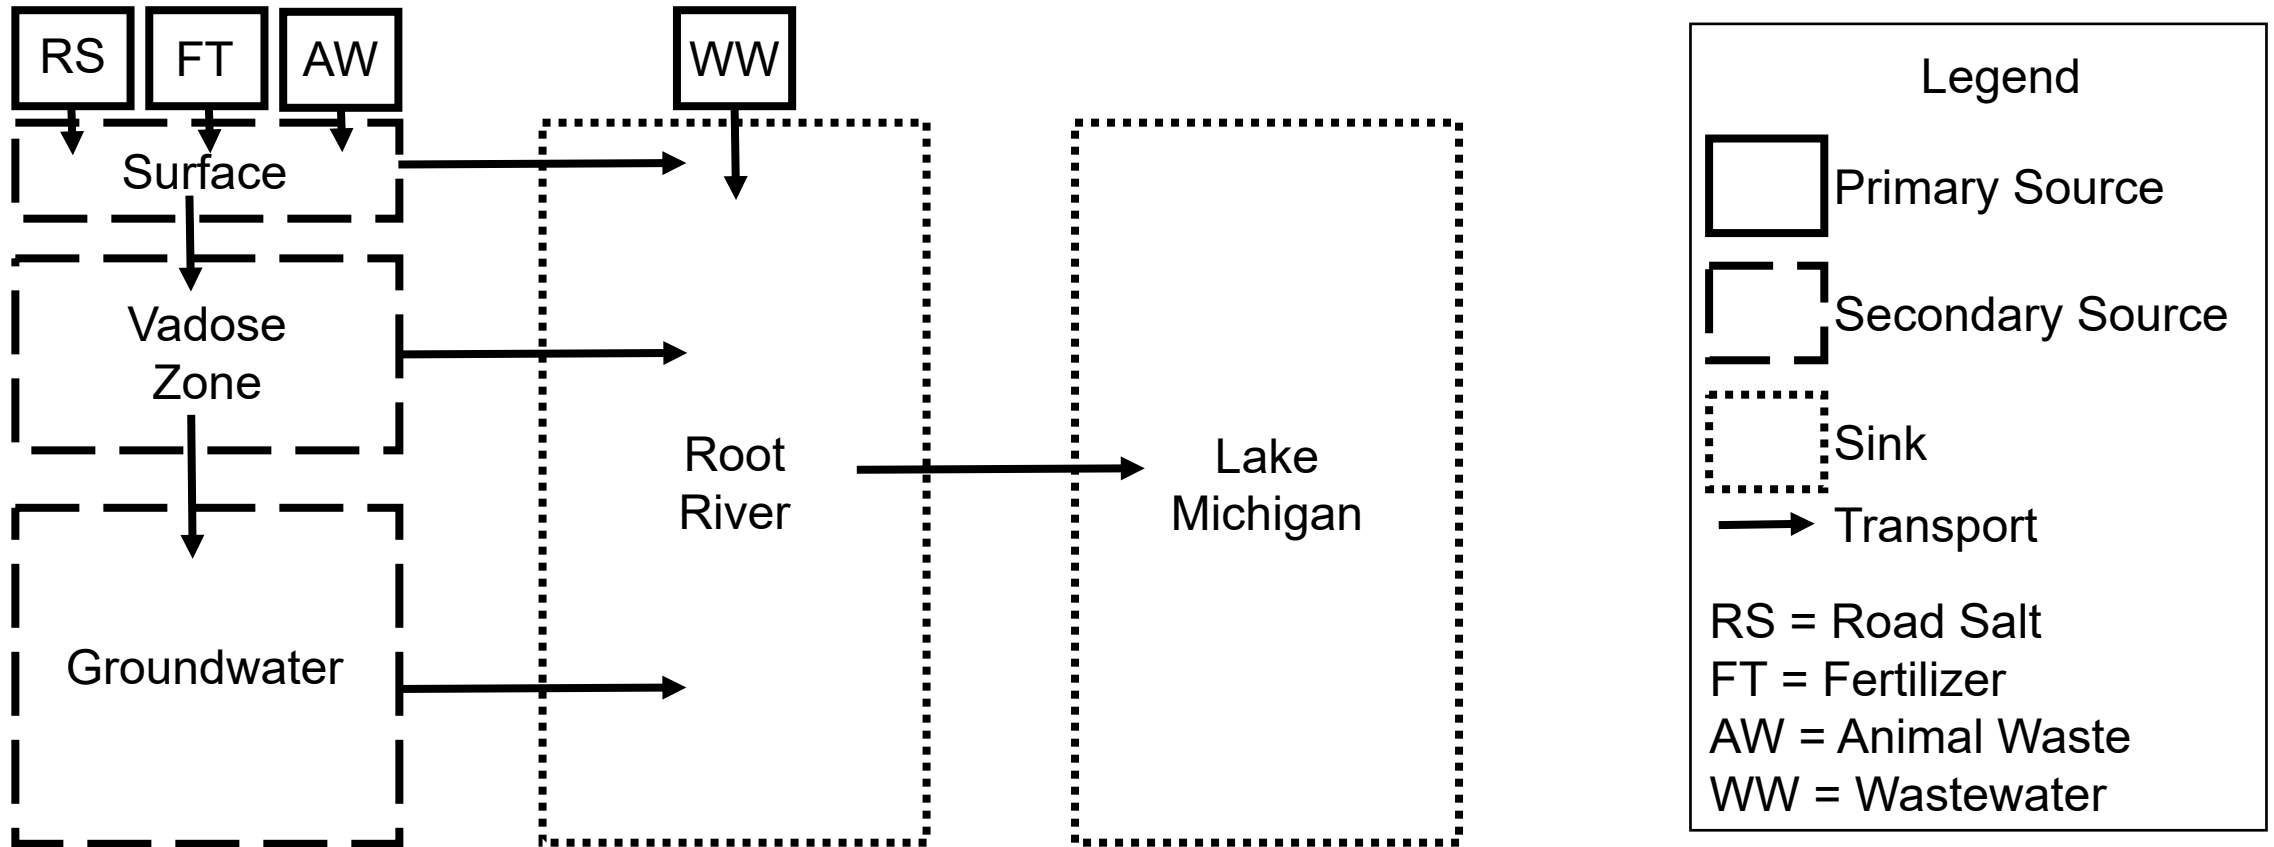 RS
FT
AW
WW
Surface
Vadose
Zone
Groundwater
Root
River
Lake
Michigan
Legend
Primary Source
Secondary Source
Sink
Transport
RS = Road Salt
FT = Fertilizer
AW = Animal Waste
WW = Wastewater